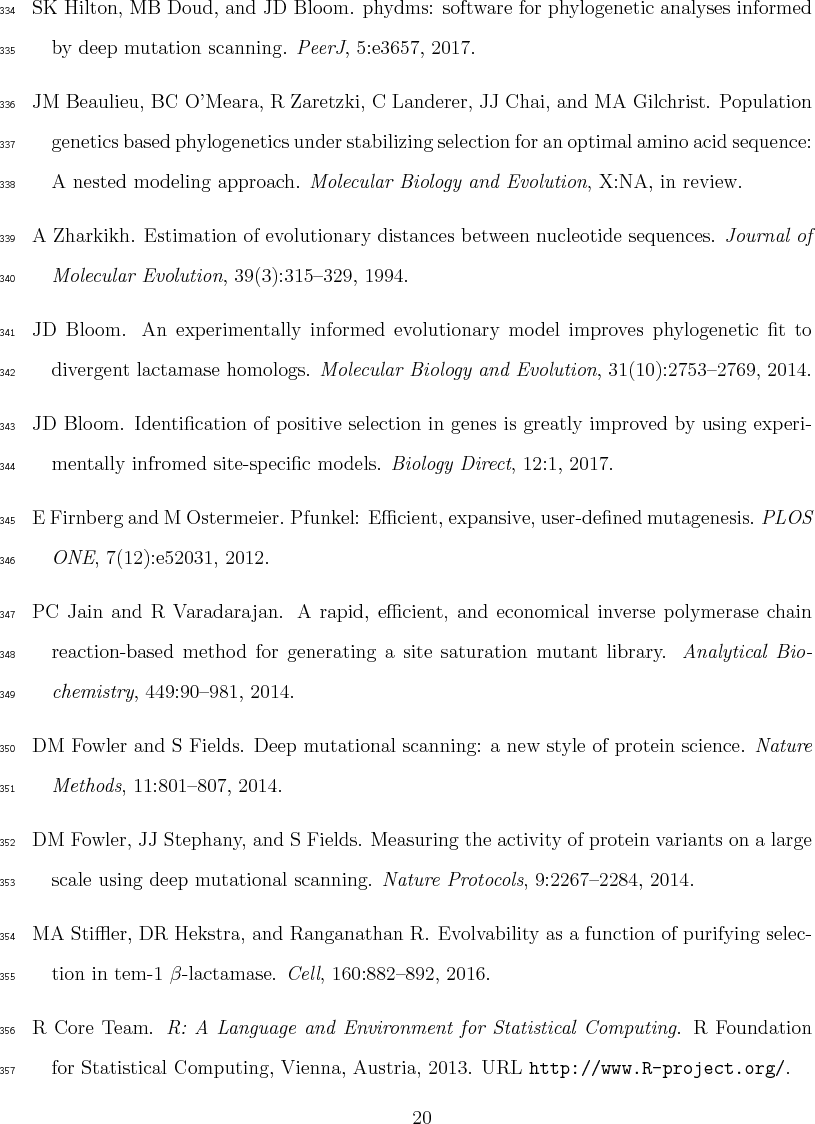 334 SK Hilton, MB Doud, and JD Bloom. phydms: software for phylogenetic analyses informed
335 by deep mutation scanning. PeerJ, 5:e3657, 2017.
336 JM Beaulieu, BC O'Meara, R Zaretzki, C Landerer, JJ Chai, and MA Gilchrist. Population
337 genetics based phylogenetics under stabilizing selection for an optimal amino acid sequence:
338 A nested modeling approach. Molecular Biology and Evolution, X:NA, in review.
339 A Zharkikh. Estimation of evolutionary distances between nucleotide sequences. Journal of
340 Molecular Evolution, 39(3):315–329, 1994.
341 JD Bloom. An experimentally informed evolutionary model improves phylogenetic fit to
342 divergent lactamase homologs. Molecular Biology and Evolution, 31(10):2753–2769, 2014.
343 JD Bloom. Identification of positive selection in genes is greatly improved by using experi-
344 mentally infromed site-specific models. Biology Direct, 12:1, 2017.
345 E Firnberg and M Ostermeier. Pfunkel: Efficient, expansive, user-defined mutagenesis. PLOS
346 ONE, 7(12):e52031, 2012.
347 PC Jain and R Varadarajan. A rapid, efficient, and economical inverse polymerase chain
348 reaction-based method for generating a site saturation mutant library. Analytical Bio-
349 chemistry, 449:90–981, 2014.
350 DM Fowler and S Fields. Deep mutational scanning: a new style of protein science. Nature
351 Methods, 11:801–807, 2014.
352 DM Fowler, JJ Stephany, and S Fields. Measuring the activity of protein variants on a large
353 scale using deep mutational scanning. Nature Protocols, 9:2267–2284, 2014.
354 MA Stiffler, DR Hekstra, and Ranganathan R. Evolvability as a function of purifying selec-
355 tion in tem-1 β-lactamase. Cell, 160:882–892, 2016.
356 R Core Team. R: A Language and Environment for Statistical Computing. R Foundation
357 for Statistical Computing, Vienna, Austria, 2013. URL http://www.R-project.org/.
20